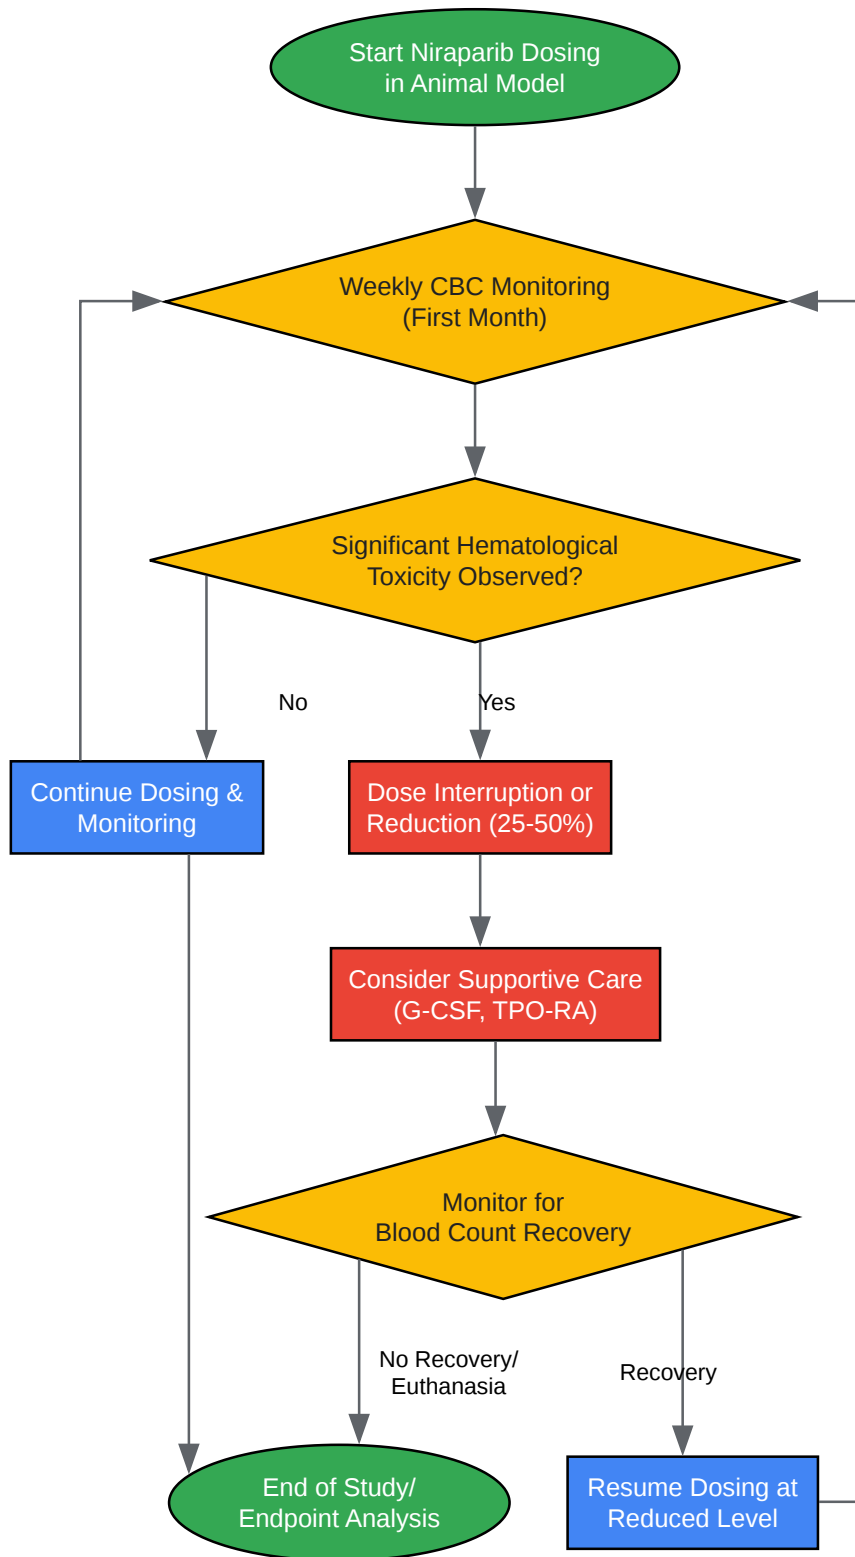 Start Niraparib Dosing
in Animal Model
Weekly CBC Monitoring
(First Month)
Significant Hematological
Toxicity Observed?
No
Yes
Continue Dosing &
Monitoring
Dose Interruption or
Reduction (25-50%)
Consider Supportive Care
(G-CSF, TPO-RA)
Monitor for
Blood Count Recovery
No Recovery/
Euthanasia
Recovery
End of Study/
Endpoint Analysis
Resume Dosing at
Reduced Level